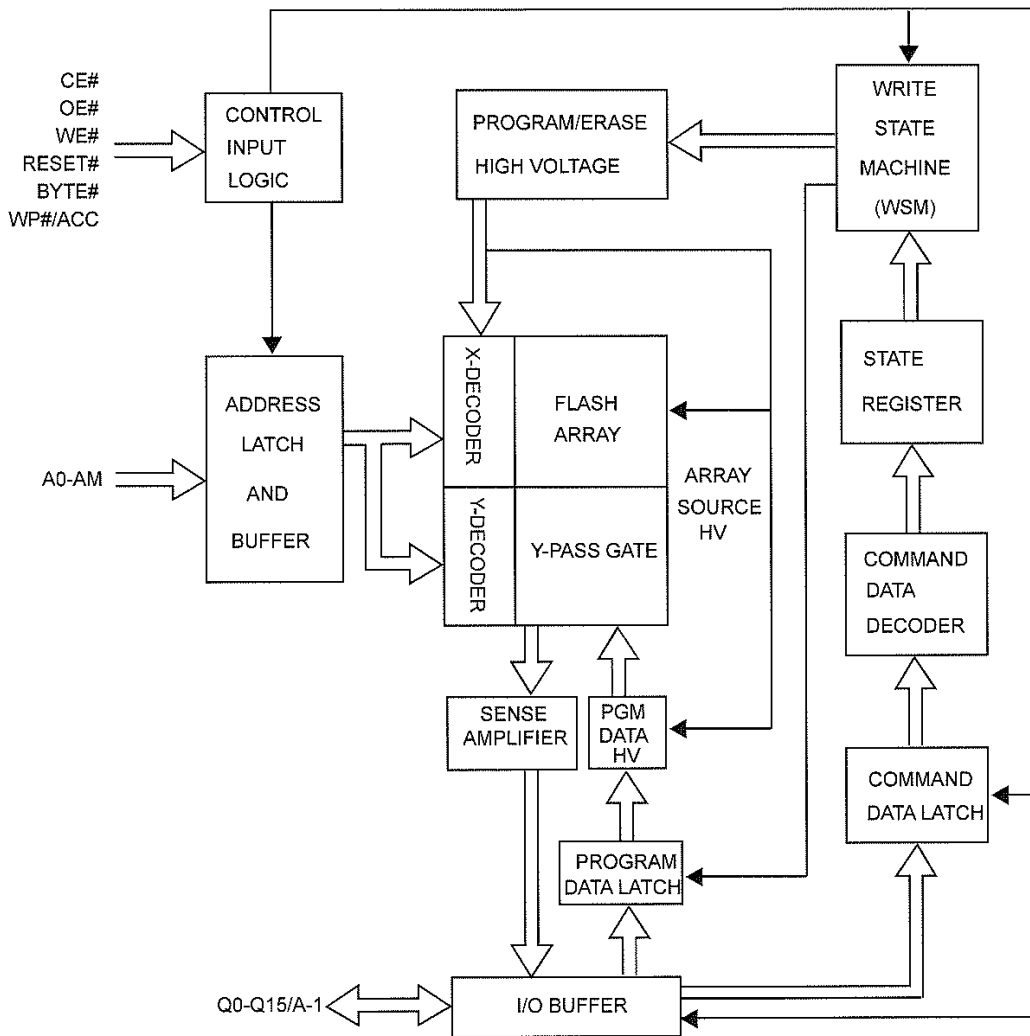 CE#
OE#
WE#
RESET#
BYTE#
WP#/ACC
CONTROL
INPUT
LOGIC
PROGRAM/ERASE
HIGH VOLTAGE
WRITE
STATE
MACHINE
(WSM)
A0-AM
ADDRESS
LATCH
AND
BUFFER
X-DECODER
FLASH
ARRAY
Y-DECODER
Y-PASS GATE
ARRAY
SOURCE
HV
STATE
REGISTER
COMMAND
DATA
DECODER
SENSE
AMPLIFIER
PGM
DATA
HV
COMMAND
DATA LATCH
PROGRAM
DATA LATCH
Q0-Q15/A-1
I/O BUFFER